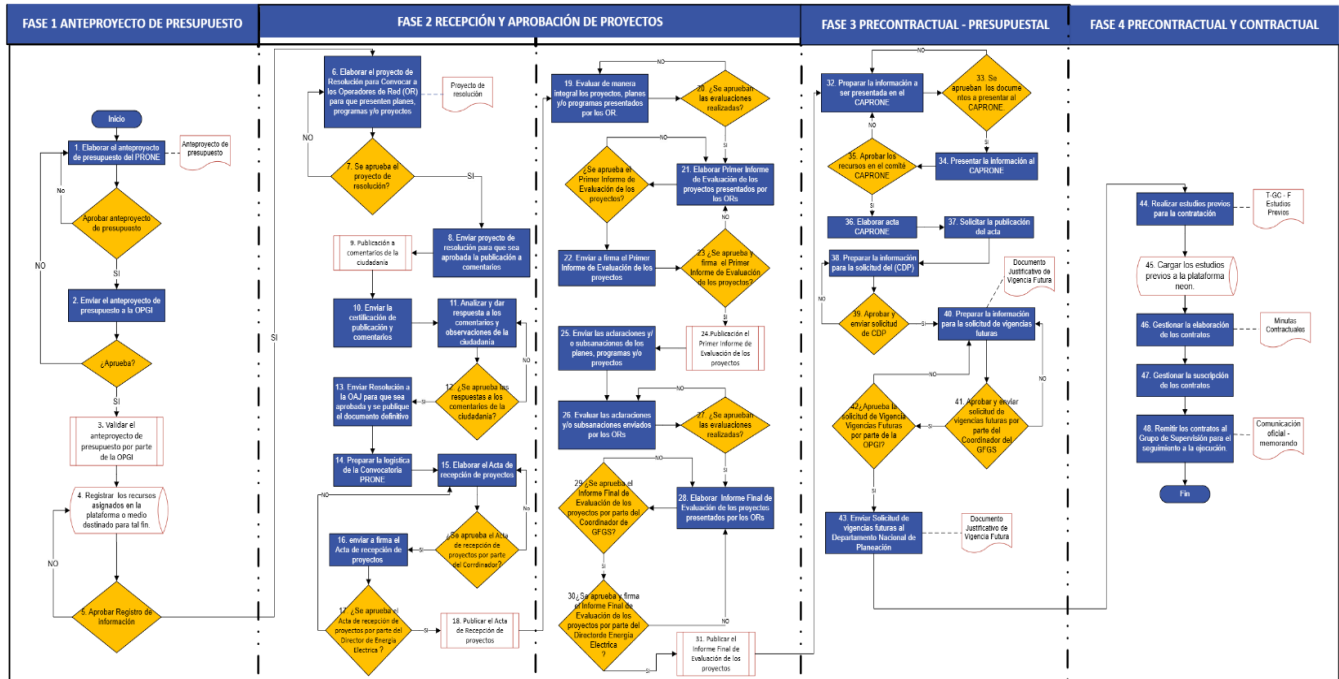 FASE 1 ANTEPROYECTO DE PRESUPUESTO
FASE 2 RECEPCIÓN Y APROBACIÓN DE PROYECTOS
FASE 3 PRECONTRACTUAL - PRESUPUESTAL
FASE 4 PRECONTRACTUAL Y CONTRACTUAL
Inicio
1. Elaborar el anteproyecto
de presupuesto del PRONE
Anteproyecto de
presupuesto
No
Aprobar anteproyecto
de presupuesto
NO
SI
2. Enviar el anteproyecto de
presupuesto a la OPGI
¿Aprueba?
SI
3. Validar el
anteproyecto de
presupuesto por parte
de la OPGI
4. Registrar los recursos
asignados en la
plataforma o medio
destinado para tal fin.
NO
5. Aprobar Registro de
Información
SI
6. Elaborar el proyecto de
Resolución para Convocar a
los Operadores de Red (OR)
para que presenten planes,
programas y/o proyectos
Proyecto de
resolución
NO
7. Se aprueba el
proyecto de
resolución?
SI
8. Enviar proyecto de
resolución para que sea
aprobada la publicación a
comentarios
9. Publicación a
comentarios de la
ciudadanía
10. Enviar la
certificación de
publicación y
comentarios
11. Analizar y dar
respuesta a los
comentarios y
observaciones de la
ciudadanía
NO
12. ¿Se aprueba las
respuestas a los
comentarios de la
ciudadanía?
SI
13. Enviar Resolución a
la OAJ para que sea
aprobada y se publique
el documento definitivo
14. Preparar la logística
de la Convocatoria
PRONE
15. Elaborar el Acta de
recepción de proyectos
NO
No
¿Se aprueba el Acta de
recepción de
proyectos por parte
del Corrdinador?
SI
16. enviar a firma el
Acta de recepción de
proyectos
17. ¿Se aprueba el
Acta de recepción de
proyectos por parte del
Director de Energía
Electrica ?
SI
18. Publicar el Acta
de Recepción de
proyectos
19. Evaluar de manera
integral los proyectos, planes
y/o programas presentados
por los OR.
NO
20. ¿Se aprueban
las evaluaciones
realizadas?
SI
21. Elaborar Primer Informe
de Evaluación de los
proyectos presentados por
los ORs
NO
¿Se aprueba el
Primer Informe de
Evaluación de los
proyectos?
SI
22. Enviar a firma el Primer
Informe de Evaluación de los
proyectos
NO
23 ¿Se aprueba y
firma el Primer
Informe de Evaluación
de los proyectos?
SI
24.Publicación el
Primer Informe de
Evaluación de los
proyectos
25. Enviar las aclaraciones y/
o subsanaciones de los
planes, programas y/o
proyectos
26. Evaluar las aclaraciones
y/o subsanaciones enviados
por los ORs
NO
27. ¿Se aprueban las
evaluaciones
realizadas?
SI
28. Elaborar Informe Final de
Evaluación de los proyectos
presentados por los ORs
NO
29 ¿Se aprueba el
Informe Final de
Evaluación de los
proyectos por parte
del Coordinador de
GFGS?
SI
30¿Se aprueba y firma
el Informe Final de
Evaluación de los
proyectos por parte del
Directorde Energía
Electrica
?
NO
SI
31. Publicar el
Informe Final de
Evaluación de los
proyectos
32. Preparar la información
a ser presentada en el
CAPRONE
NO
33. Se
aprueban los docume
ntos a presentar al
CAPRONE.
SI
34. Presentar la información al
CAPRONE
NO
35. Aprobar los
recursos en el comité
CAPRONE
SI
36. Elaborar acta
CAPRONE
37. Solicitar la publicación
del acta
38. Preparar la información
para la solicitud del (CDP)
NO
39. Aprobar y
enviar solicitud
de CDP
SI
Documento
Justificativo de
Vigencia Futura
40. Preparar la información
para la solicitud de vigencias
futuras
NO
NO
41. Aprobar y enviar
solicitud de
vigencias futuras por
parte del Coordinador
del GFGS
SI
42¿Aprueba la
solicitud de Vigencia
Vigencias Futuras
por parte de la
OPGI?
SI
43. Enviar Solicitud de
vigencias futuras al
Departamento Nacional de
Planeación
Documento
Justificativo de
Vigencia Futura
44. Realizar estudios previos
para la contratación
T-GC - F
Estudios
Previos
45. Cargar los estudios
previos a la plataforma
neon.
46. Gestionar la elaboración
de los contratos
Minutas
Contractuales
47. Gestionar la suscripción
de los contratos
48. Remitir los contratos al
Grupo de Supervisión para el
seguimiento a la ejecución.
Comunicación
oficial -
memorando
Fin